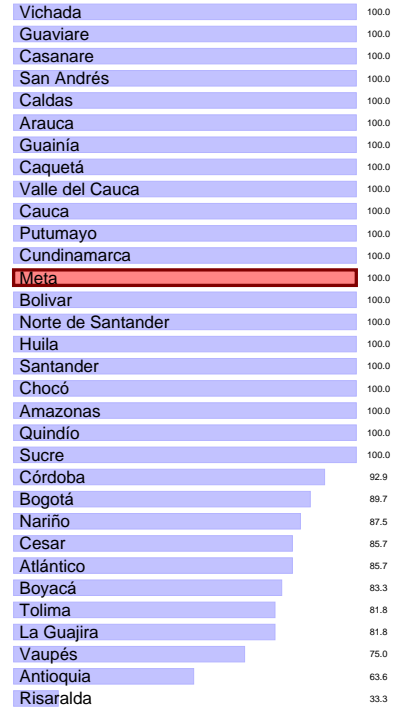 Vichada 100.0
Guaviare 100.0
Casanare 100.0
San Andrés 100.0
Caldas 100.0
Arauca 100.0
Guainía 100.0
Caquetá 100.0
Valle del Cauca 100.0
Cauca 100.0
Putumayo 100.0
Cundinamarca 100.0
Meta 100.0
Bolivar 100.0
Norte de Santander 100.0
Huila 100.0
Santander 100.0
Chocó 100.0
Amazonas 100.0
Quindío 100.0
Sucre 100.0
Córdoba 92.9
Bogotá 89.7
Nariño 87.5
Cesar 85.7
Atlántico 85.7
Boyacá 83.3
Tolima 81.8
La Guajira 81.8
Vaupés 75.0
Antioquia 63.6
Risaralda 33.3